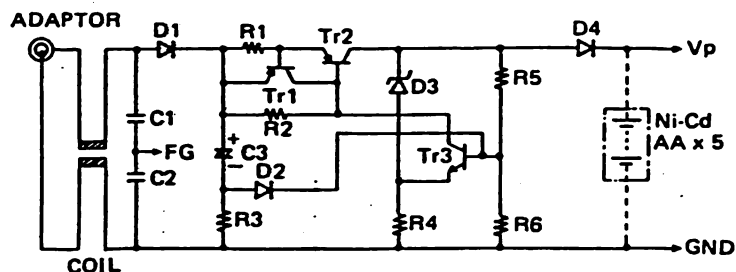 ADAPTOR
D1
R1
Tr2
D4
Vp
Tr1
D3
R5
C1
R2
Ni-Cd
AA x 5
FG
+
C3
-
D2
Tr3
C2
R3
R4
R6
GND
COIL